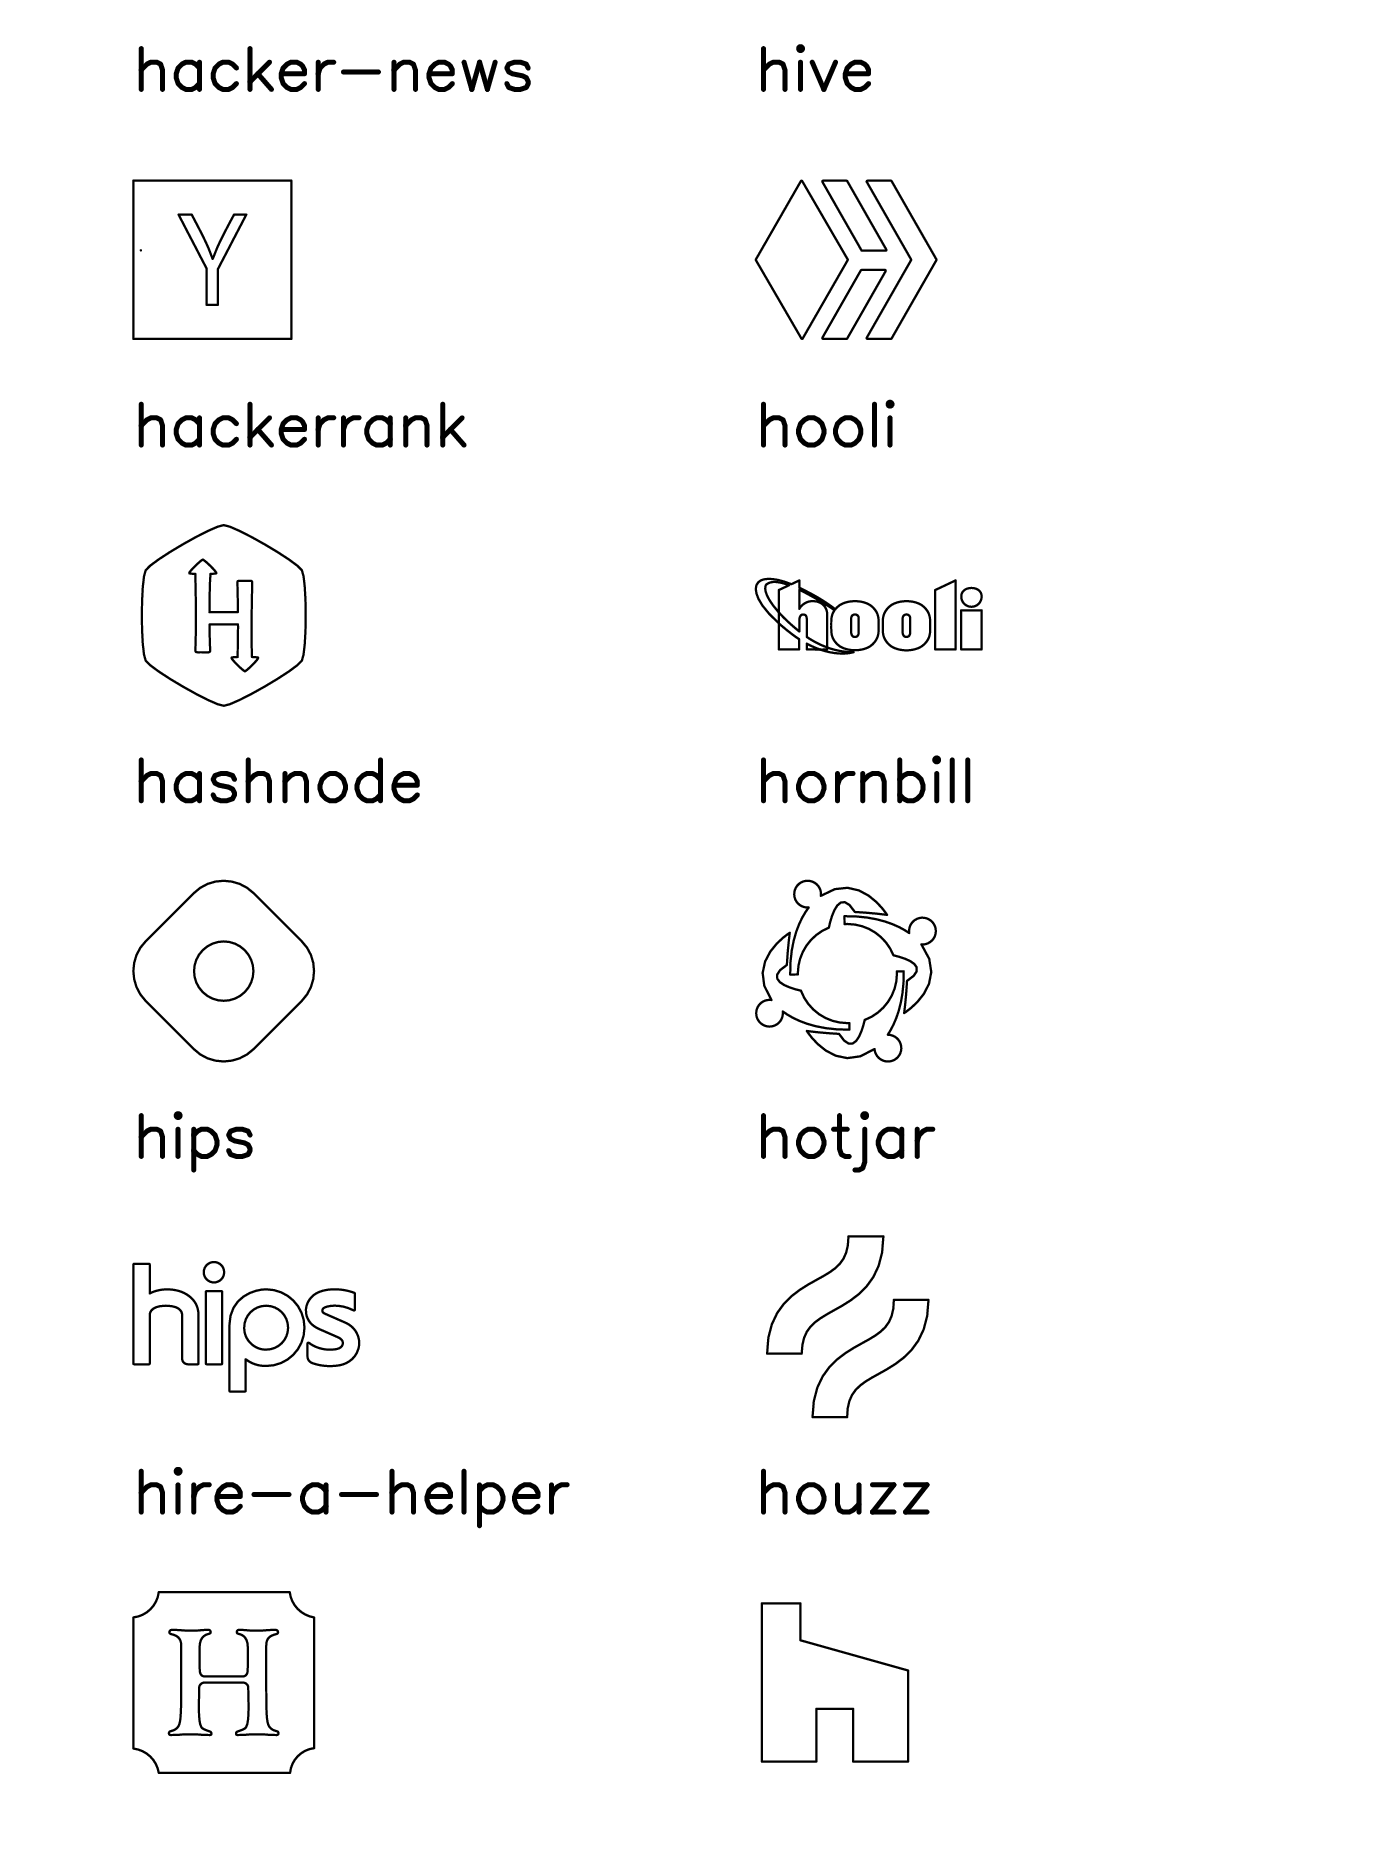 hacker-news
Y
hackerrank
H
hashnode
hips
hips
hire-a-helper
H
hive
hooli
hooli
hornbill
hotjar
houzz
h